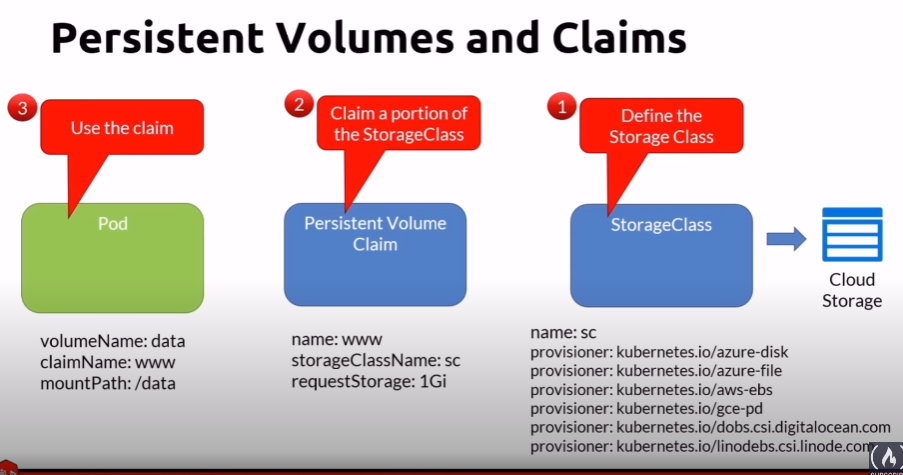 Persistent Volumes and Claims
3
Use the claim
Pod
volumeName: data
claimName: www
mountPath: /data
2
Claim a portion of
the StorageClass
Persistent Volume
Claim
name: www
storageClassName: sc
requestStorage: 1Gi
1
Define the
Storage Class
StorageClass
Cloud
Storage
name: sc
provisioner: kubernetes.io/azure-disk
provisioner: kubernetes.io/azure-file
provisioner: kubernetes.io/aws-ebs
provisioner: kubernetes.io/gce-pd
provisioner: kubernetes.io/dobs.csi.digitalocean.com
provisioner: kubernetes.io/linodebs.csi.linode.com